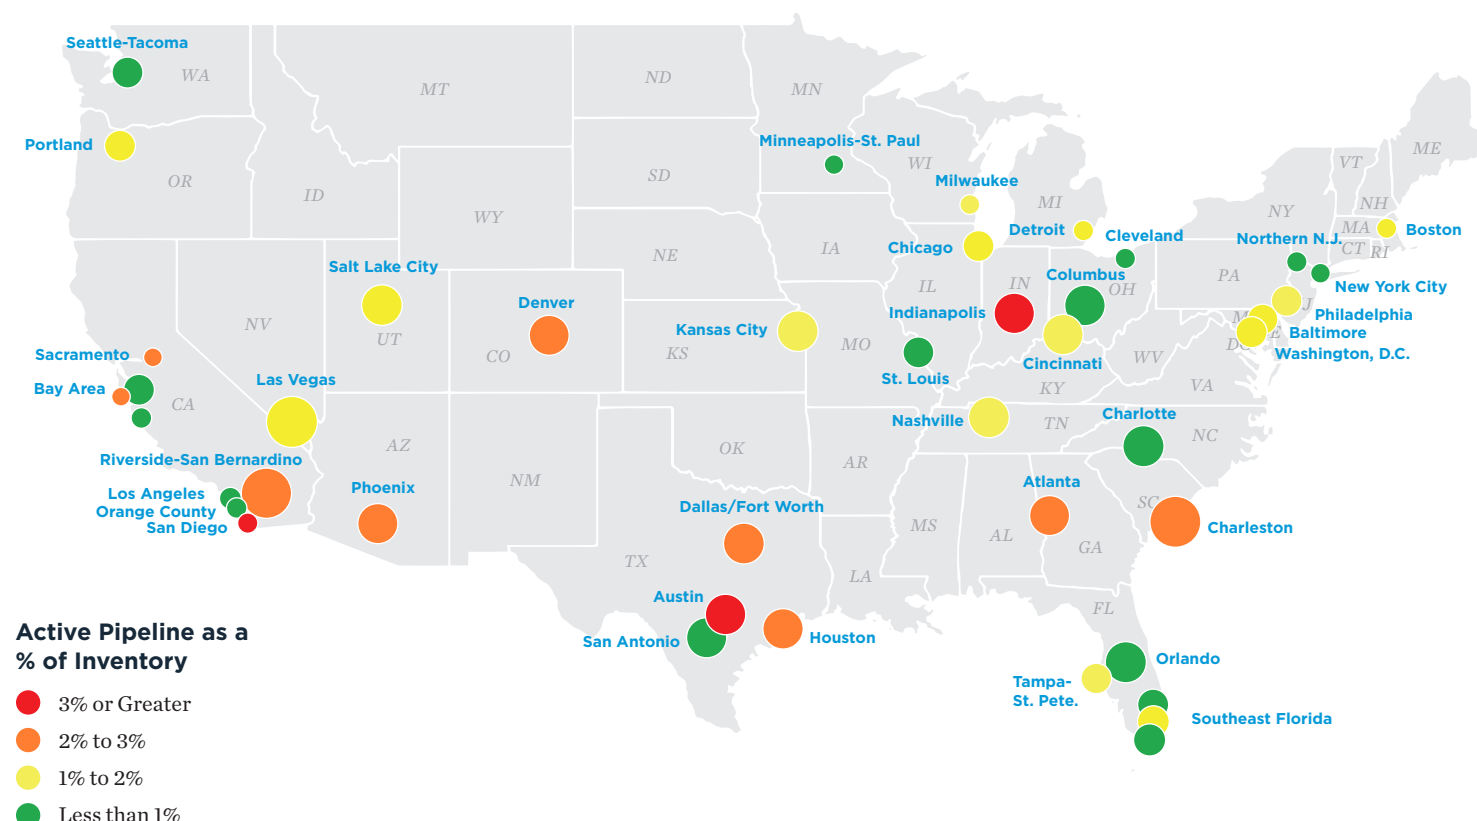 Seattle-Tacoma
WA
MT
ND
MN
ME
Portland
OR
ID
WY
SD
Minneapolis-St. Paul
WI
Milwaukee
MI
VT
NH
NY
MA
CT
RI
Boston
Detroit
Cleveland
Northern N.J.
Chicago
IA
NE
Salt Lake City
Denver
NV
UT
CO
KS
Kansas City
MO
IL
IN
Indianapolis
Columbus
OH
PA
New York City
J
Philadelphia
M
E
Baltimore
D
Washington, D.C.
Cincinnati
WV
VA
KY
St. Louis
Sacramento
Bay Area
CA
Las Vegas
Riverside-San Bernardino
Los Angeles
Orange County
San Diego
AZ
Phoenix
NM
OK
AR
Nashville
TN
Charlotte
NC
SC
Charleston
Atlanta
GA
AL
MS
LA
Dallas/Fort Worth
TX
Austin
San Antonio
Houston
FL
Orlando
Tampa-
St. Pete.
Southeast Florida
Active Pipeline as a
% of Inventory
3% or Greater
2% to 3%
1% to 2%
Less than 1%